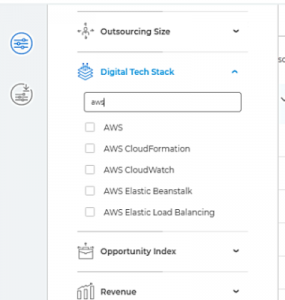 Outsourcing Size
Digital Tech Stack
aws
AWS
AWS CloudFormation
AWS CloudWatch
AWS Elastic Beanstalk
AWS Elastic Load Balancing
Opportunity Index
Revenue